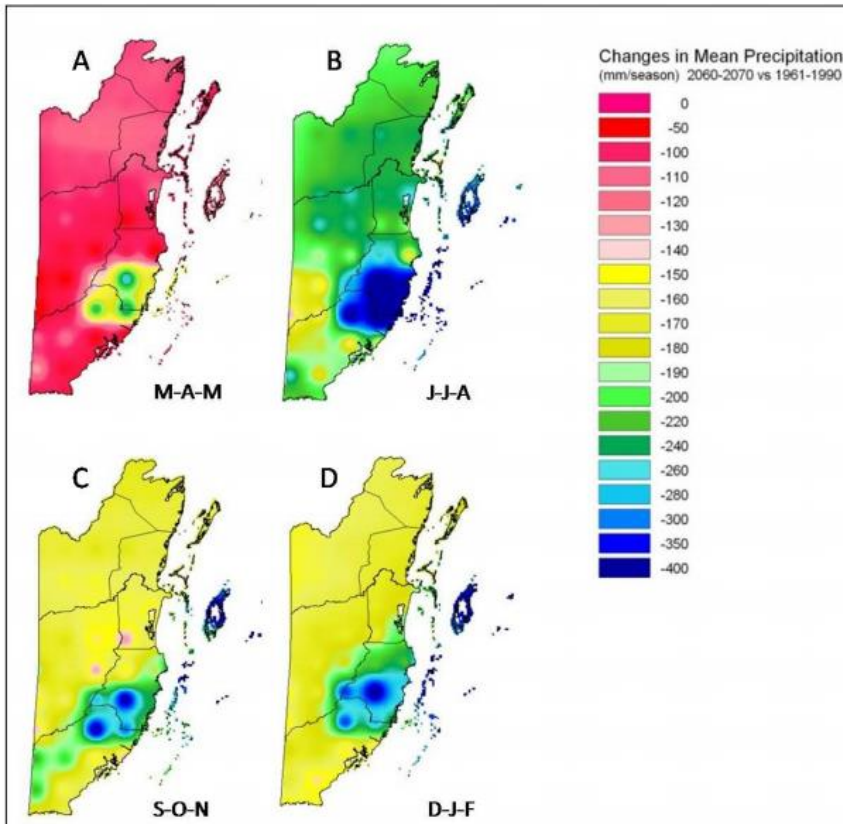 A
B
Changes in Mean Precipitation
(mm/season) 2060-2070 vs 1961-1990
0
-50
-100
-110
-120
-130
-140
-150
-160
-170
-180
-190
-200
-220
-240
-260
-280
-300
-350
-400
M-A-M
J-J-A
C
D
S-O-N
D-J-F